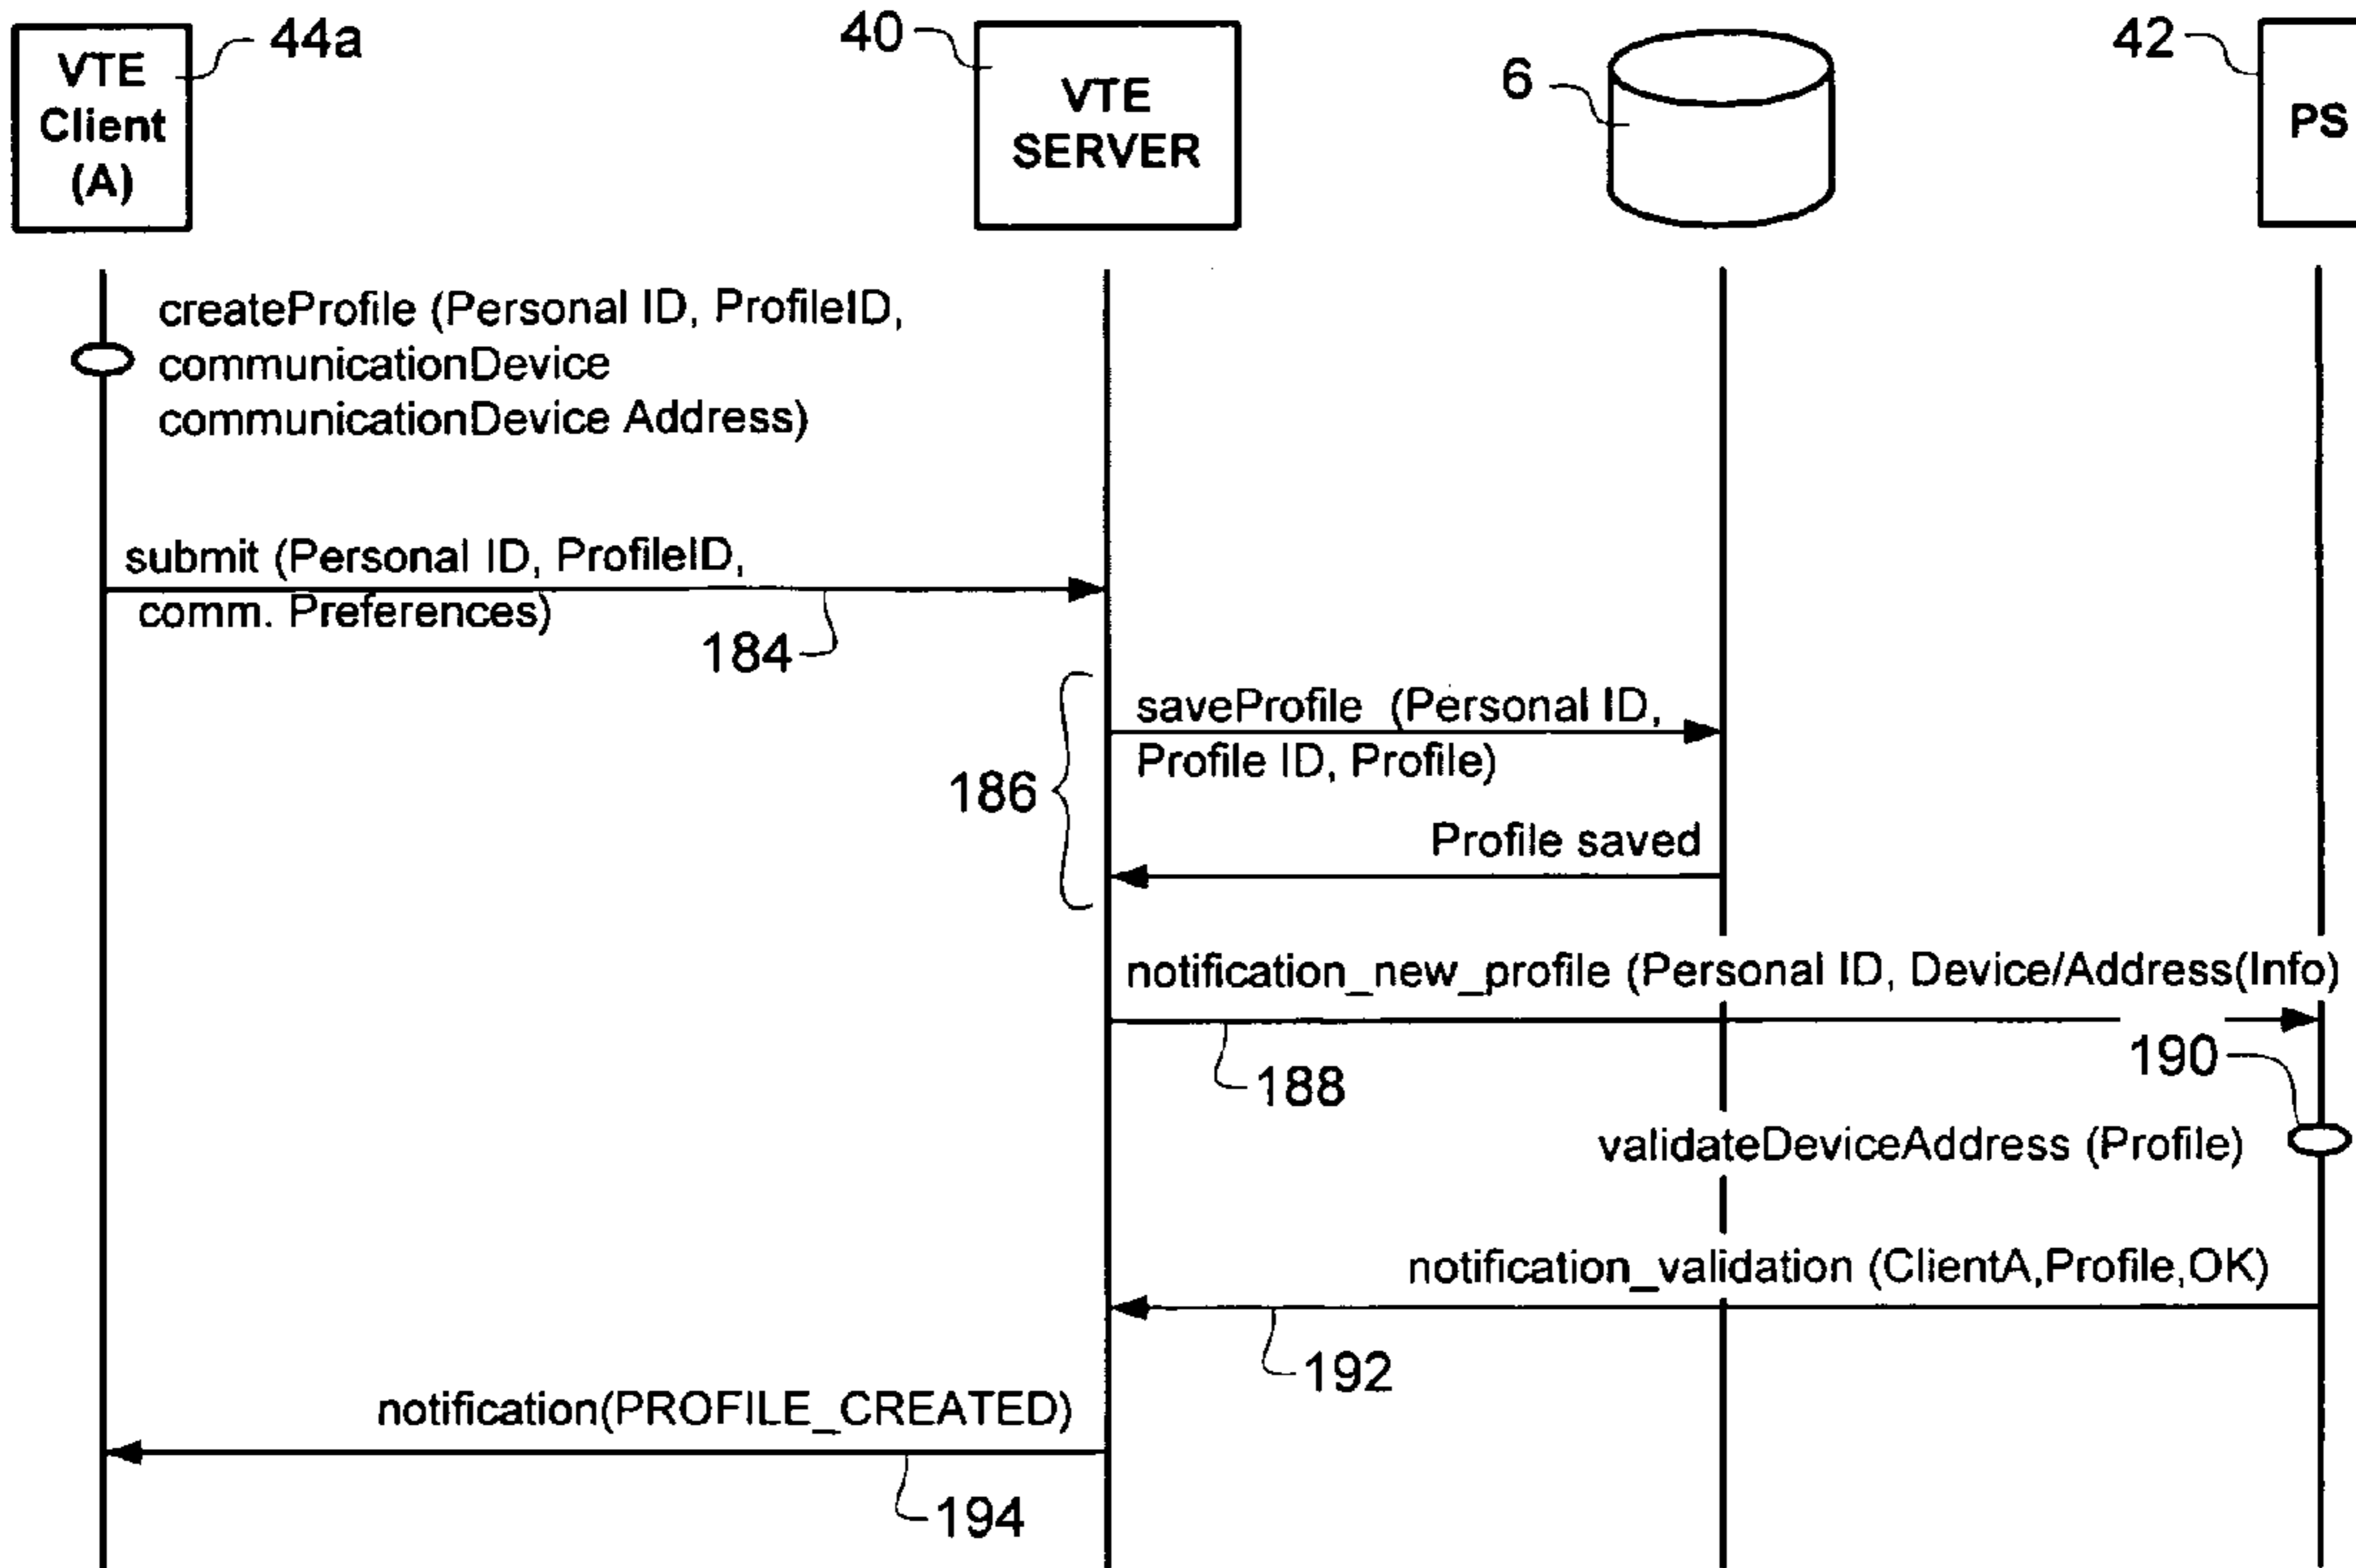 VTE
Client
(A)
44a
40
VTE
SERVER
6
42
PS
createProfile (Personal ID, ProfileID,
communicationDevice
communicationDevice Address)
submit (Personal ID, ProfileID,
comm. Preferences)
184
saveProfile (Personal ID,
Profile ID, Profile)
186
Profile saved
notification_new_profile (Personal ID, Device/Address(Info)
188
190
validateDeviceAddress (Profile)
notification_validation (ClientA,Profile,OK)
192
notification(PROFILE_CREATED)
194